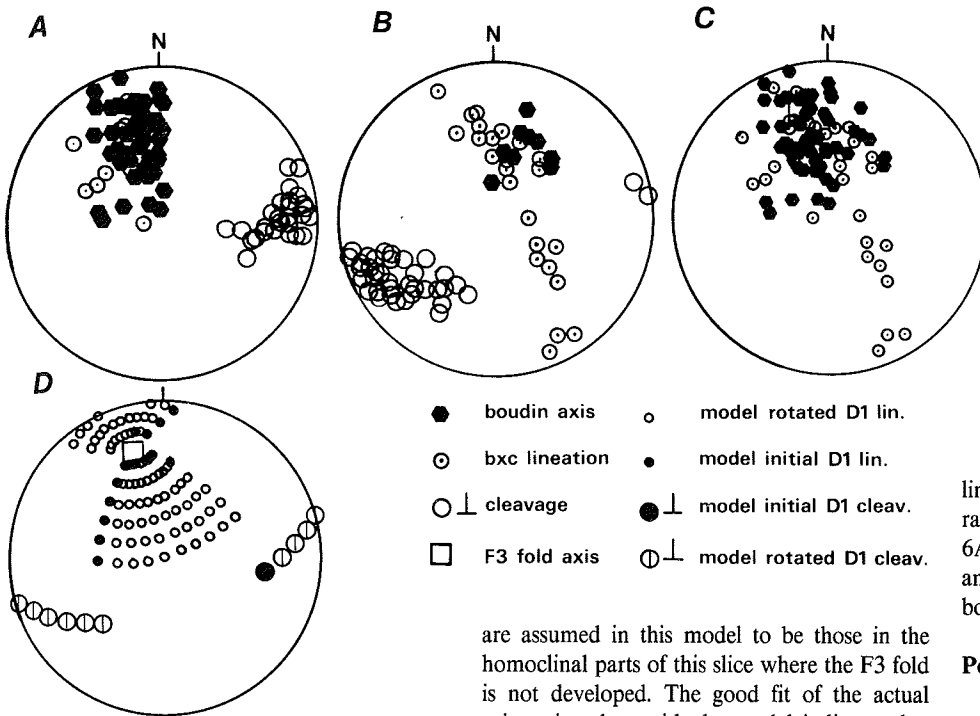 A
B
C
N
N
N
D
boudin axis
model rotated D1 lin.
bxc lineation
model initial D1 lin.
cleavage
model initial D1 cleav.
F3 fold axis
model rotated D1 cleav.
are assumed in this model to be those in the
homoclinal parts of this slice where the F3 fold
is not developed. The good fit of the actual
lin
ra
6A
an
bo